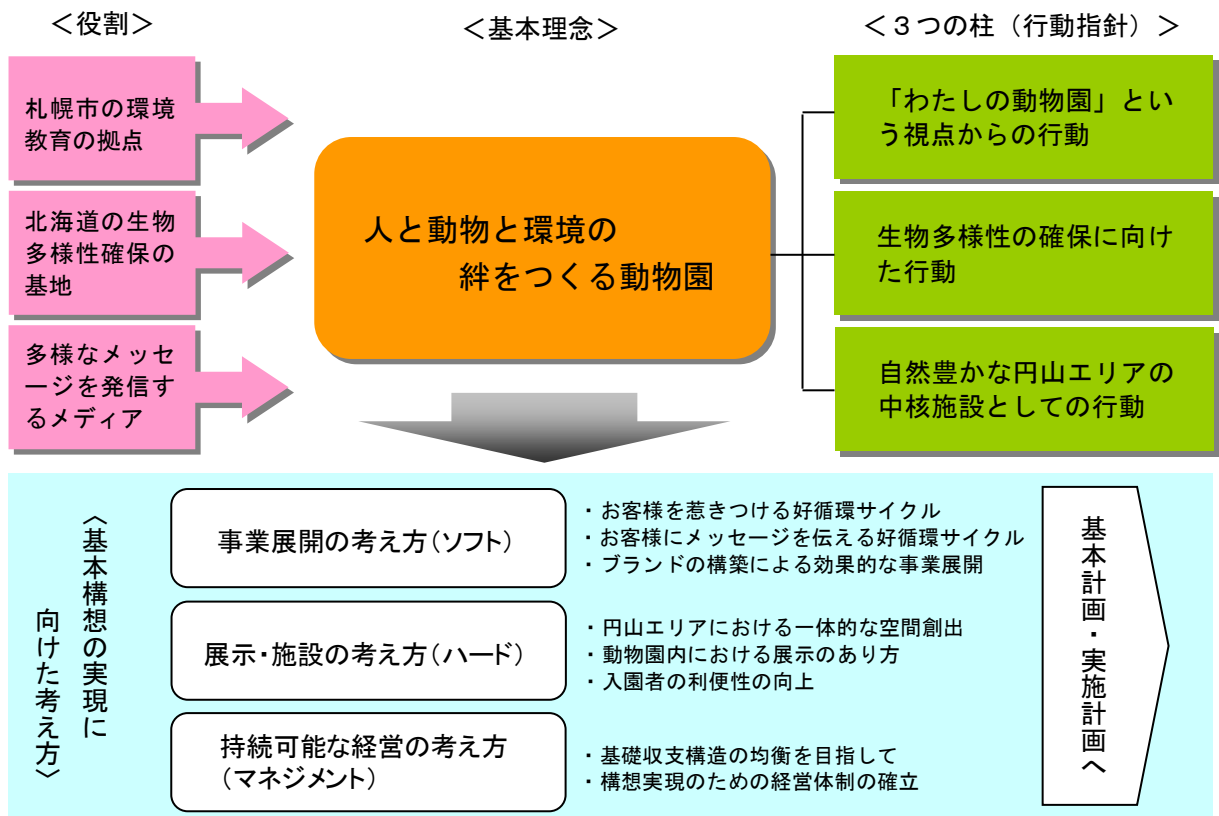 ＜役割＞
＜基本理念＞
＜３つの柱（行動指針）＞
札幌市の環境
教育の拠点
北海道の生物
多様性確保の
基地
多様なメッセ
ージを発信す
るメディア
人と動物と環境の
絆をつくる動物園
「わたしの動物園」とい
う視点からの行動
生物多様性の確保に向け
た行動
自然豊かな円山エリアの
中核施設としての行動
〈基本構想の実現に
向けた考え方〉
事業展開の考え方（ソフト）
・お客様を惹きつける好循環サイクル
・お客様にメッセージを伝える好循環サイクル
・ブランドの構築による効果的な事業展開
展示・施設の考え方（ハード）
・円山エリアにおける一体的な空間創出
・動物園内における展示のあり方
・入園者の利便性の向上
持続可能な経営の考え方
（マネジメント）
・基礎収支構造の均衡を目指して
・構想実現のための経営体制の確立
基本計画・実施計画へ